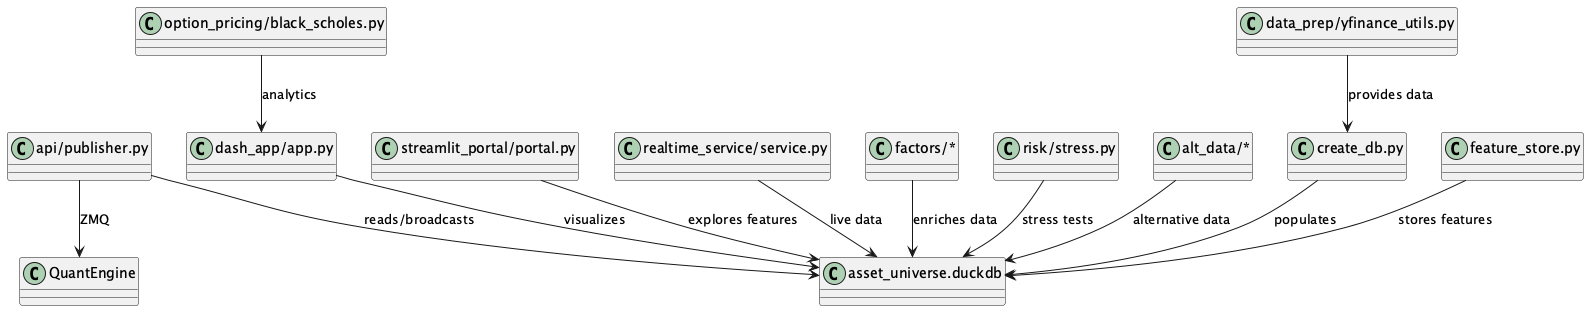 C option_pricing/black_scholes.py
C data_prep/yfinance_utils.py
analytics
provides data
C api/publisher.py
C dash_app/app.py
C streamlit_portal/portal.py
C realtime_service/service.py
C factors/*
C risk/stress.py
C alt_data/*
C create_db.py
C feature_store.py
ZMQ
reads/broadcasts
visualizes
explores features
live data
enriches data
stress tests
alternative data
populates
stores features
C QuantEngine
C asset_universe.duckdb